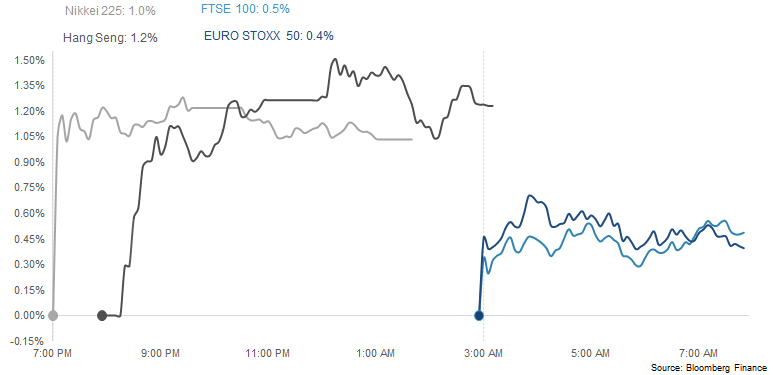 Nikkei 225: 1.0%
FTSE 100: 0.5%
Hang Seng: 1.2%
EURO STOXX 50: 0.4%
1.50%
1.35%
1.20%
1.05%
0.90%
0.75%
0.60%
0.45%
0.30%
0.15%
0.00%
-0.15%
7:00 PM 9:00 PM 11:00 PM 1:00 AM 3:00 AM 5:00 AM 7:00 AM
Source: Bloomberg Finance